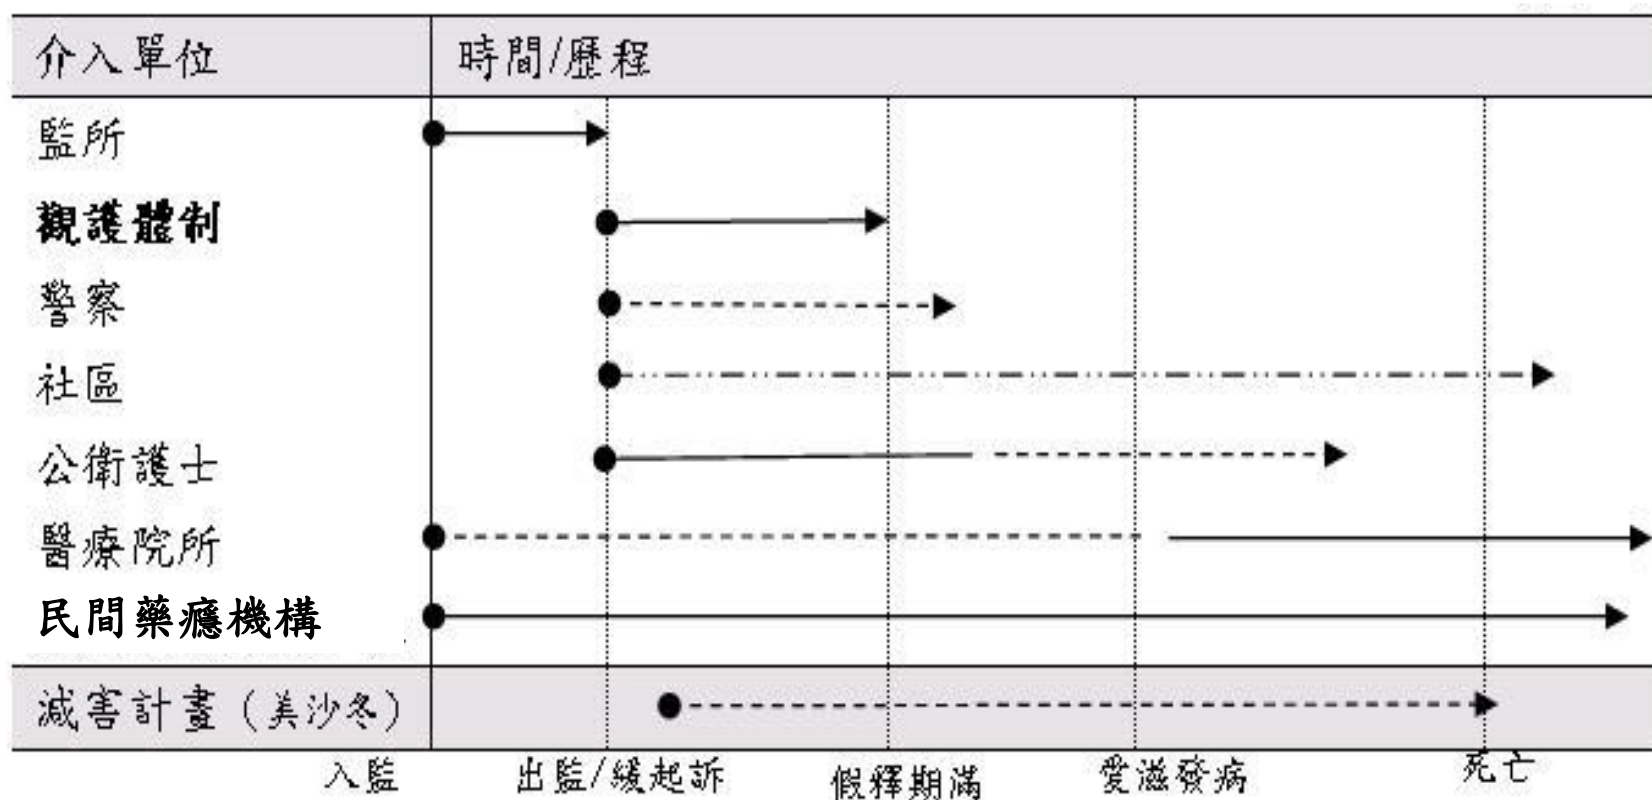 介入單位 時間/歷程
監所
觀護體制
警察
社區
公衛護士
醫療院所
民間藥癮機構
減害計畫（美沙冬）
入監 出監/緩起訴 假釋期滿 愛滋發病 死亡